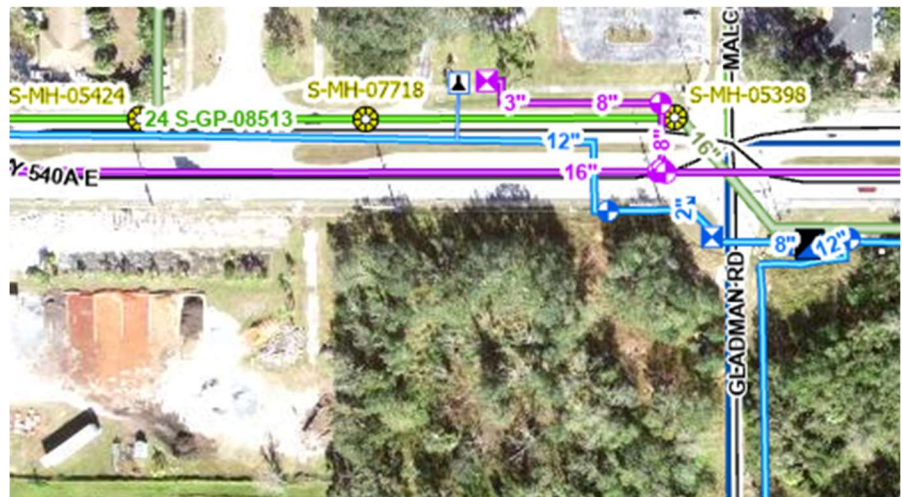 MALC
S-MH-05424
S-MH-07718
S-MH-05398
3"
8"
24 S-GP-08513
12"
8"
16"
Y 540A E
16"
2"
8"
12"
GLADMAN RD